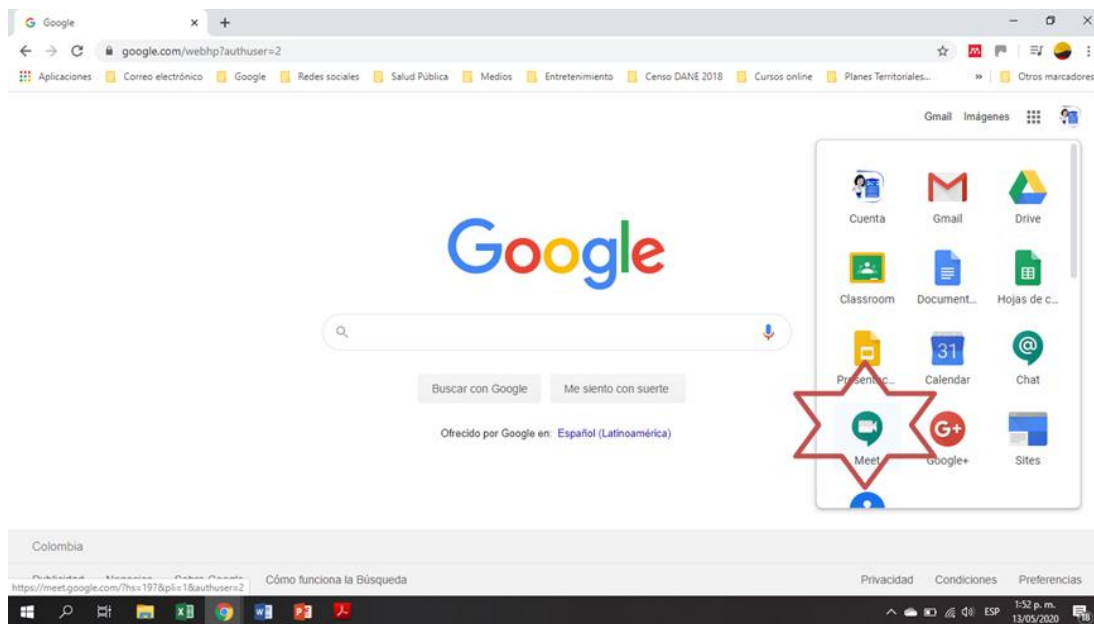 Google
google.com/webhp?authuser=2
Aplicaciones Correo electrónico Google Redes sociales Salud Pública Medios Entretenimiento Censo DANE 2018 Cursos online Planes Territoriales... » Otros marcadores
Gmail Imágenes
Cuenta Gmail Drive
Google
Classroom Document... Hojas de c...
31
Presentac... Calendar Chat
Buscar con Google Me siento con suerte
G+
Ofrecido por Google en: Español (Latinoamérica)
Meet Google+ Sites
Colombia
Cómo funciona la Búsqueda Privacidad Condiciones Preferencias
https://meet.google.com/?hs=197&pli=1&authuser=2
ESP 1:52 p. m.
13/05/2020 18